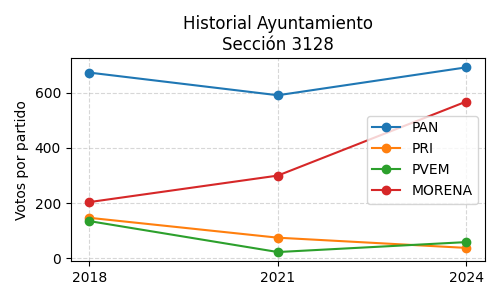 Historial Ayuntamiento
Sección 3128
Votos por partido
600
400
200
0
PAN
PRI
PVEM
MORENA
2018
2021
2024